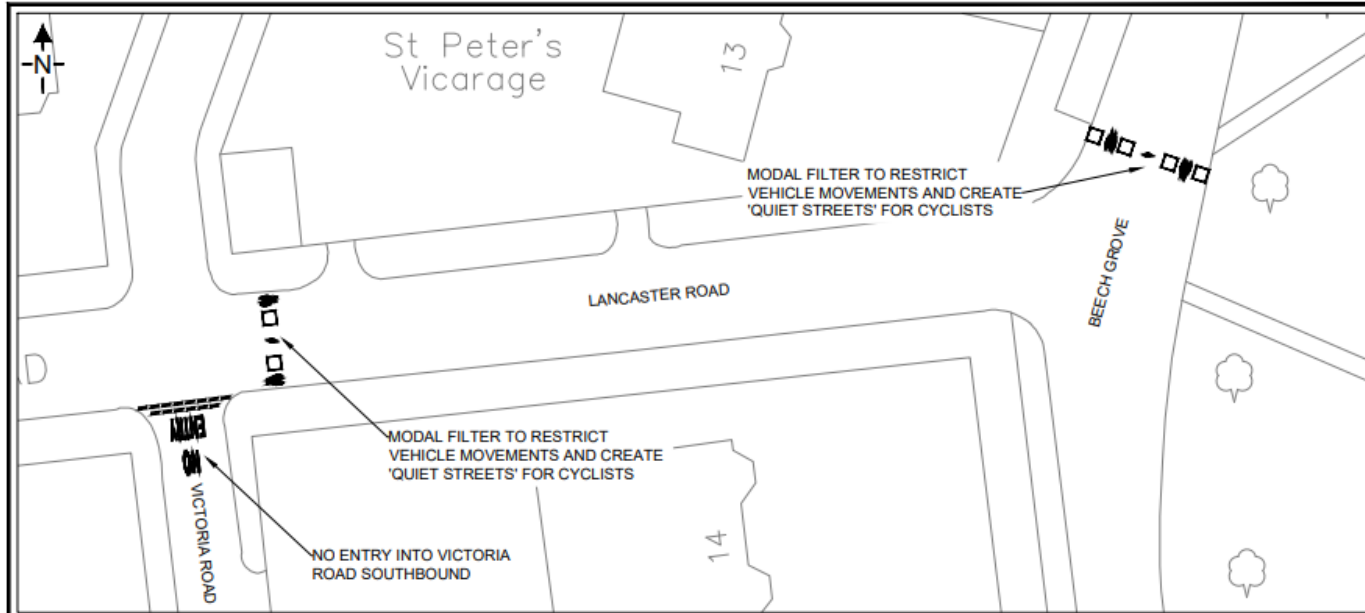 N
St Peter's
Vicarage
13
MODAL FILTER TO RESTRICT
VEHICLE MOVEMENTS AND CREATE
'QUIET STREETS' FOR CYCLISTS
LANCASTER ROAD
BEECH GROVE
D
ENTRY
NO
VICTORIA ROAD
MODAL FILTER TO RESTRICT
VEHICLE MOVEMENTS AND CREATE
'QUIET STREETS' FOR CYCLISTS
NO ENTRY INTO VICTORIA
ROAD SOUTHBOUND
14